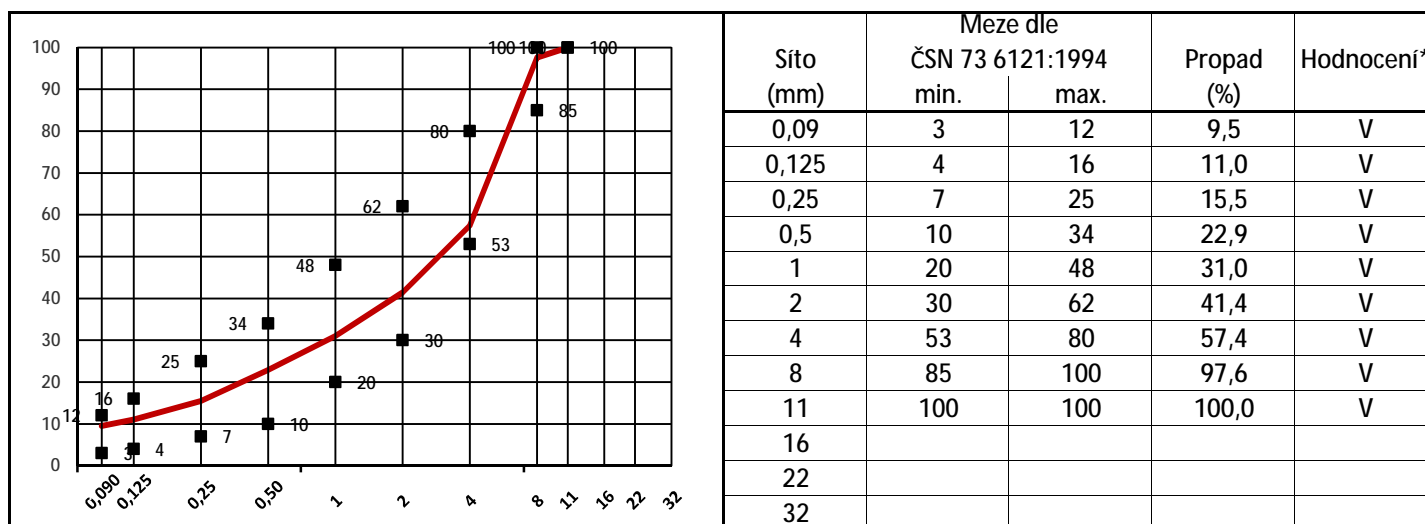 100
90
80
70
60
50
40
30
20
10
0
100 100 100
85
80
62
53
48
34
30
25
20
16
12
10
7
4
3
0,090 0,125 0,25 0,50 1 2 4 8 11 16 22 32
Síto (mm) Meze dle ČSN 73 6121:1994 Propad (%) Hodnocení*
min. max.
0,09 3 12 9,5 V
0,125 4 16 11,0 V
0,25 7 25 15,5 V
0,5 10 34 22,9 V
1 20 48 31,0 V
2 30 62 41,4 V
4 53 80 57,4 V
8 85 100 97,6 V
11 100 100 100,0 V
16
22
32